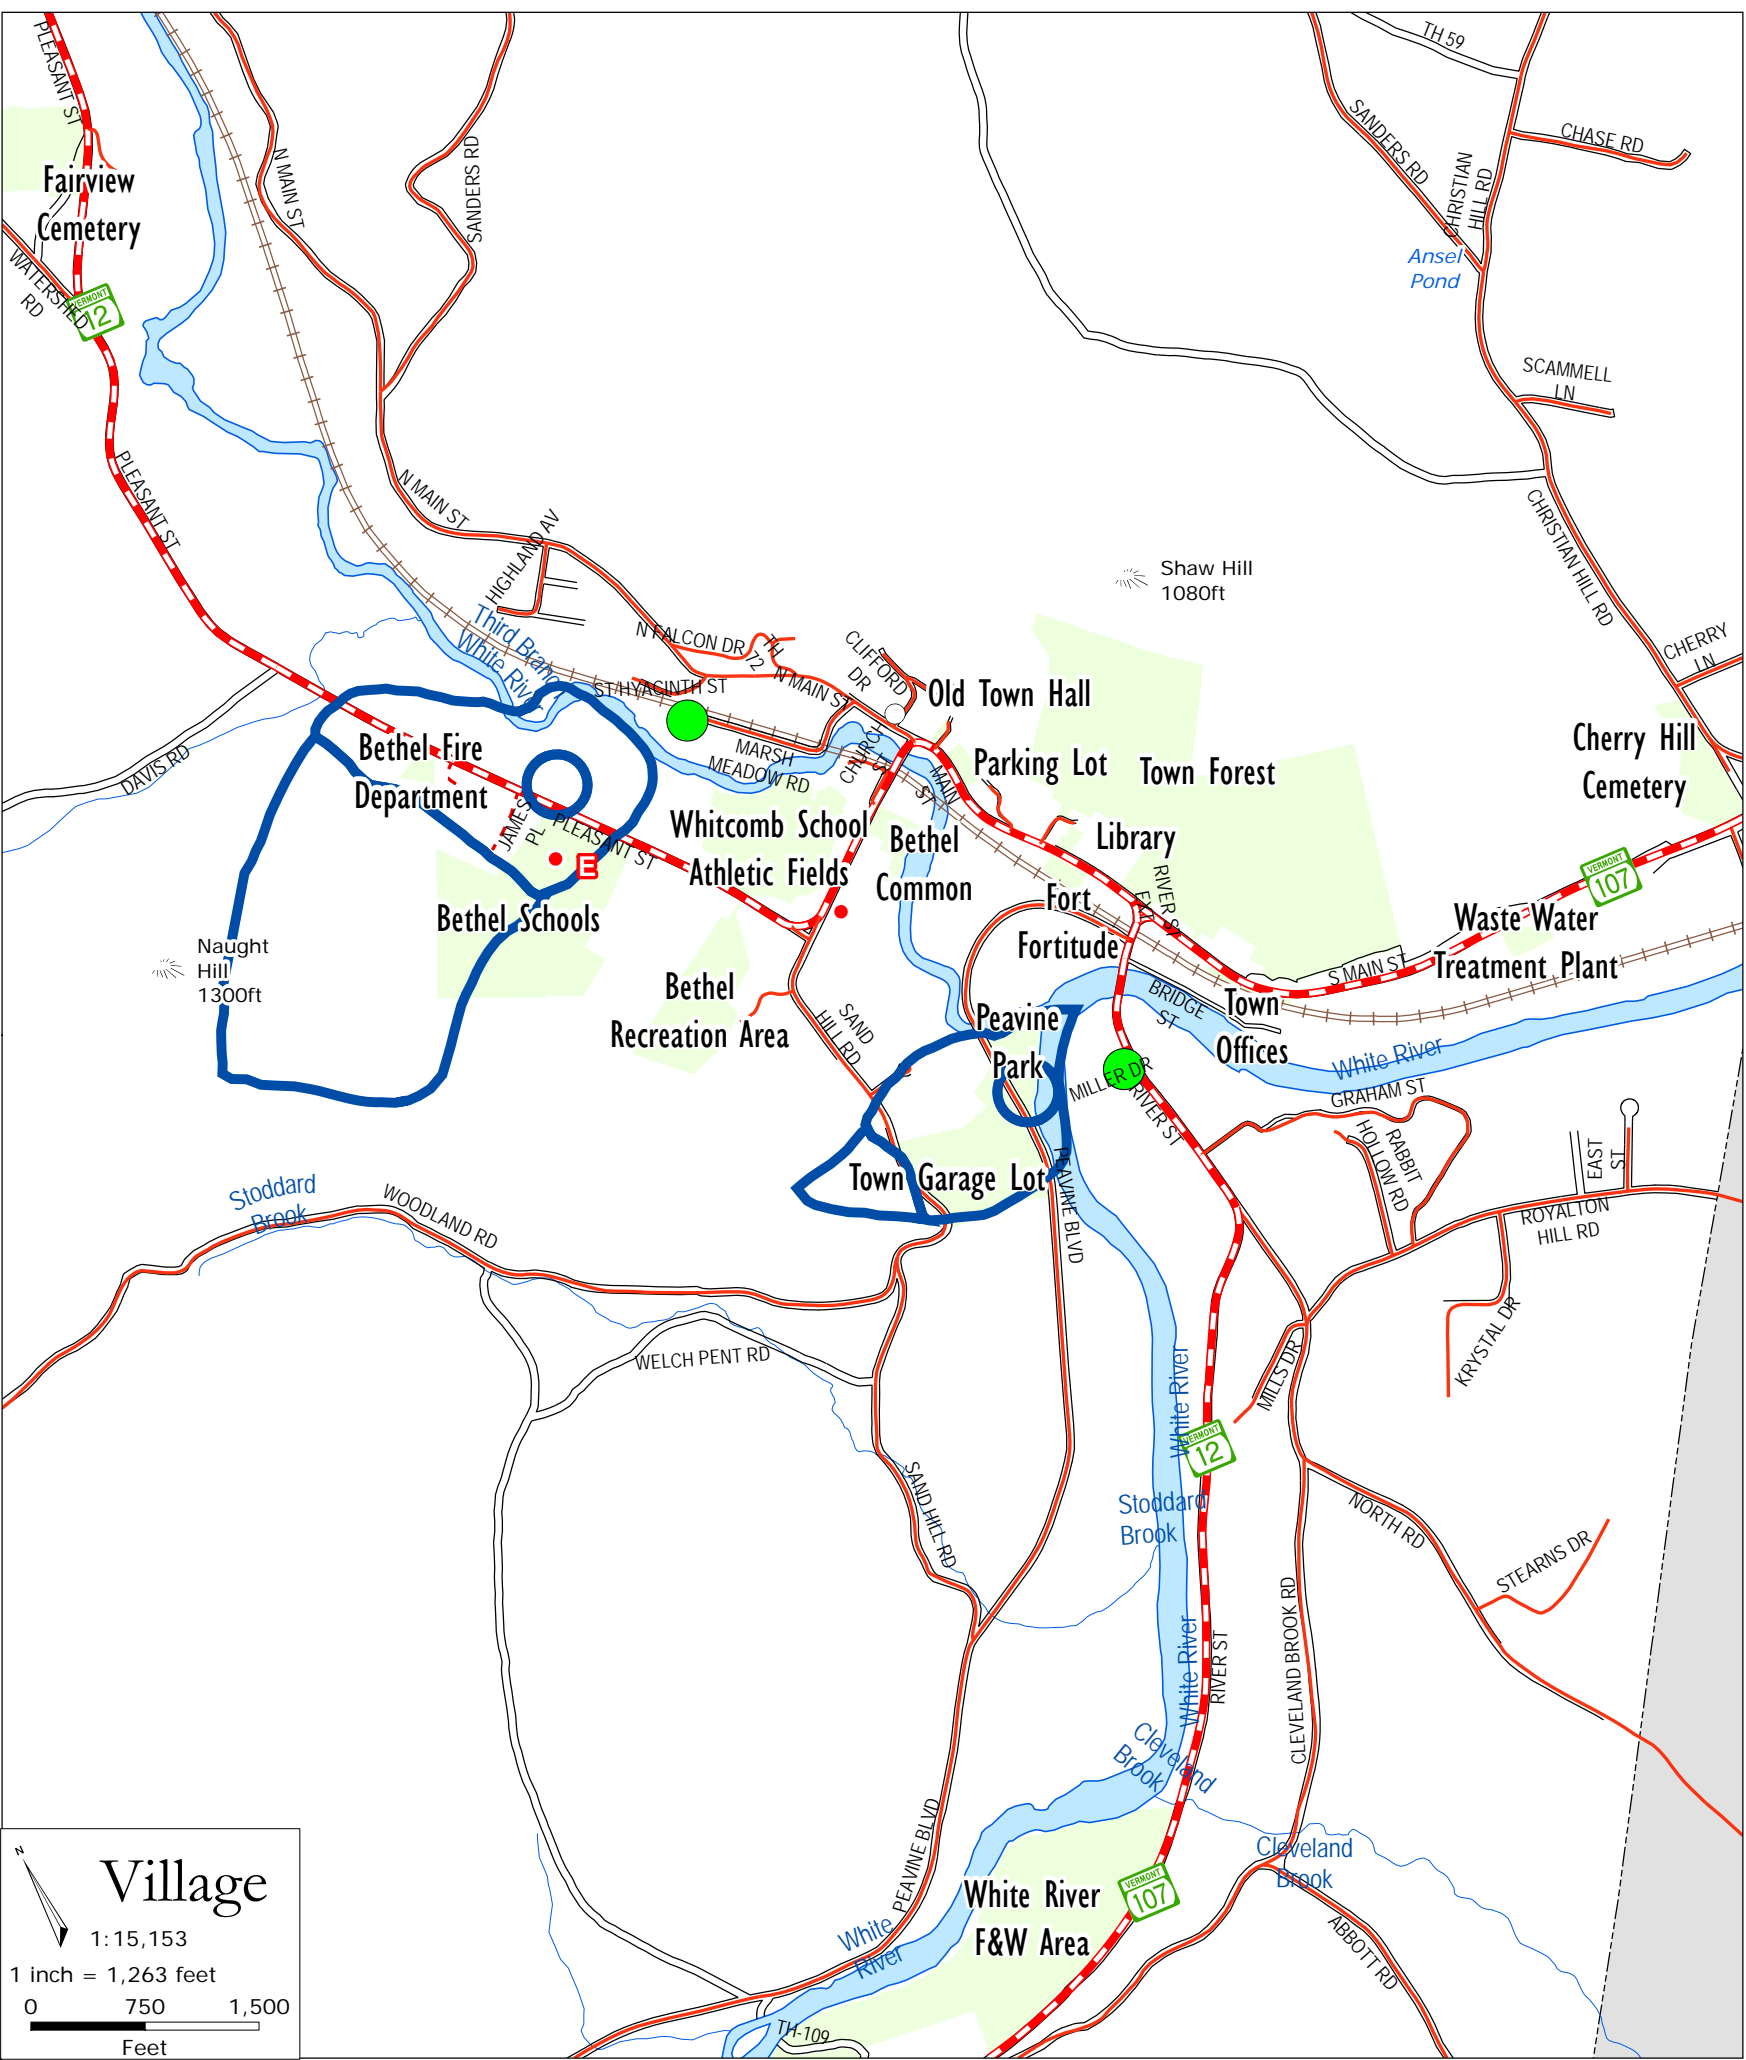 TH 59
PLEASANT ST
SANDERS RD
CHASE RD
N MAIN ST
SANDERS RD
CHRISTIAN
HILL RD
Fairview
Cemetery
WATERSHED
RD
VERMONT
12
Ansel
Pond
SCAMMELL
LN
PLEASANT ST
N MAIN ST
CHRISTIAN HILL RD
HIGHLAND AV
Shaw Hill
1080ft
Third Branch
White River
N FALCON DR
TH
72
CLIFFORD
DR
CHERRY
LN
ST HYACINTH ST
N MAIN ST
Old Town Hall
DAVIS RD
Bethel Fire
Department
MARSH
MEADOW RD
CHURCH
ST
MAIN
ST
Parking Lot
Town Forest
Cherry Hill
Cemetery
JAMES
PL
PLEASANT ST
E
Whitcomb School
Athletic Fields
Bethel
Common
Library
RIVER ST
EXT
VERMONT
107
Bethel Schools
Fort
Fortitude
Waste Water
Treatment Plant
S MAIN ST
Naught
Hill
1300ft
Bethel
Recreation Area
SAND
HILL RD
Peavine
Park
BRIDGE
ST
Town
Offices
White River
MILLER DR
RIVER ST
GRAHAM ST
RABBIT
HOLLOW RD
EAST
ST
Stoddard
Brook
WOODLAND RD
Town Garage Lot
PEAVINE BLVD
ROYALTON
HILL RD
KRYSTAL DR
WELCH PENT RD
MILLS DR
White River
VERMONT
12
SAND HILL RD
Stoddard
Brook
NORTH RD
STEARNS DR
CLEVELAND BROOK RD
White River
RIVER ST
Cleveland
Brook
PEAVINE BLVD
Cleveland
Brook
White River
F&W Area
VERMONT
107
White
River
ABBOTT RD
TH-109
N
Village
1:15,153
1 inch = 1,263 feet
0 750 1,500
Feet